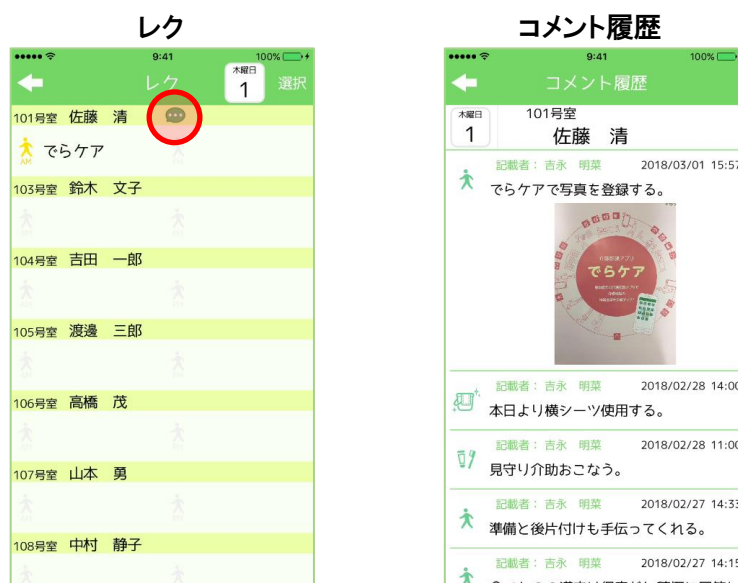 レク
コメント履歴
9:41
100%
レク
木曜日
1
選択
101号室 佐藤 清
AM
でらケア
103号室 鈴木 文子
104号室 吉田 一郎
105号室 渡邊 三郎
106号室 高橋 茂
107号室 山本 勇
108号室 中村 静子
9:41
100%
コメント履歴
木曜日
1
101号室
佐藤 清
記載者：吉永 明菜 2018/03/01 15:57
でらケアで写真を登録する。
でらケア
記載者：吉永 明菜 2018/02/28 14:00
本日より横シーツ使用する。
記載者：吉永 明菜 2018/02/28 11:00
見守り介助おこなう。
記載者：吉永 明菜 2018/02/27 14:33
準備と後片付けも手伝ってくれる。
記載者：吉永 明菜 2018/02/27 14:15